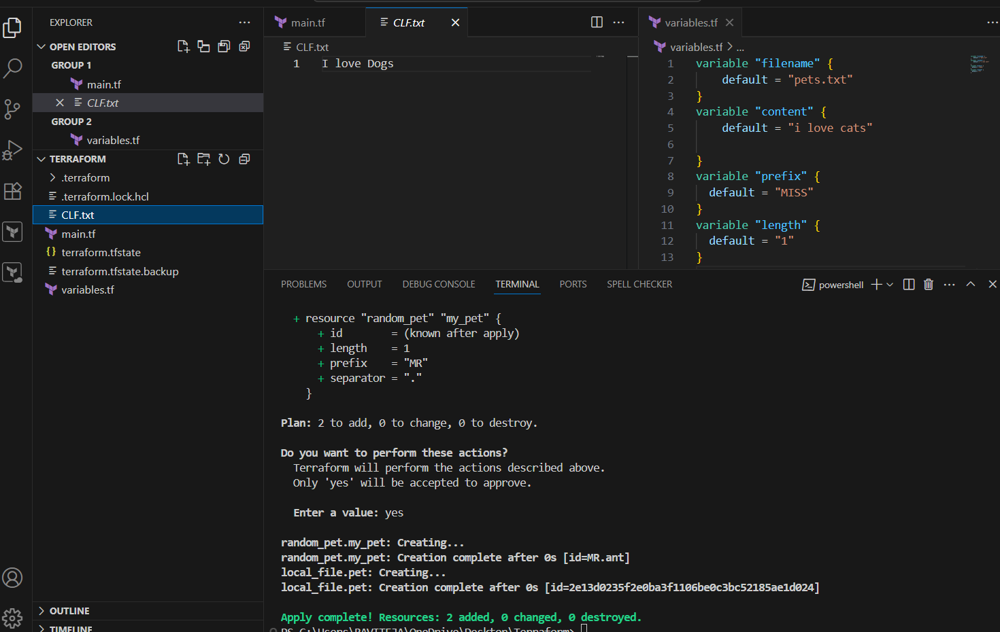 EXPLORER
OPEN EDITORS
GROUP 1
main.tf
CLF.txt
GROUP 2
variables.tf
TERRAFORM
.terraform
.terraform.lock.hcl
CLF.txt
main.tf
{} terraform.tfstate
terraform.tfstate.backup
variables.tf
OUTLINE
TIMELINE
main.tf
CLF.txt
CLF.txt
1 I love Dogs
variables.tf
variables.tf > ...
1 variable "filename" {
2 default = "pets.txt"
3 }
4 variable "content" {
5 default = "i love cats"
6
7 }
8 variable "prefix" {
9 default = "MISS"
10 }
11 variable "length" {
12 default = "1"
13 }
PROBLEMS OUTPUT DEBUG CONSOLE TERMINAL PORTS SPELL CHECKER powershell
+ resource "random_pet" "my_pet" {
+ id = (known after apply)
+ length = 1
+ prefix = "MR"
+ separator = "."
}
Plan: 2 to add, 0 to change, 0 to destroy.
Do you want to perform these actions?
Terraform will perform the actions described above.
Only 'yes' will be accepted to approve.
Enter a value: yes
random_pet.my_pet: Creating...
random_pet.my_pet: Creation complete after 0s [id=MR.ant]
local_file.pet: Creating...
local_file.pet: Creation complete after 0s [id=2e13d0235f2e0ba3f1106be0c3bc52185ae1d024]
Apply complete! Resources: 2 added, 0 changed, 0 destroyed.
PS C:\Users\RAVITEJA\OneDrive\Desktop\Terraform>